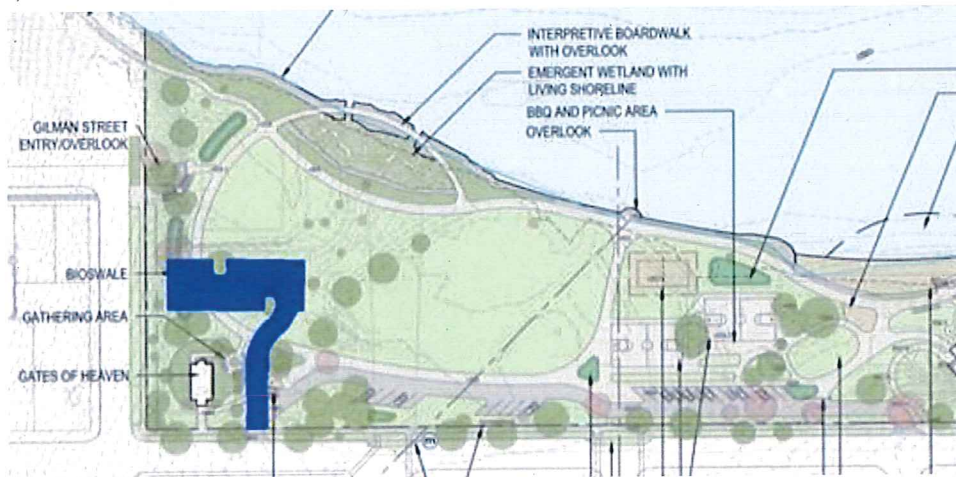 INTERPRETIVE BOARDWALK
WITH OVERLOOK
EMERGENT WETLAND WITH
LIVING SHORELINE
BBQ AND PICNIC AREA
OVERLOOK
GILMAN STREET
ENTRY/OVERLOOK
BIOSWALE
GATHERING AREA
GATES OF HEAVEN